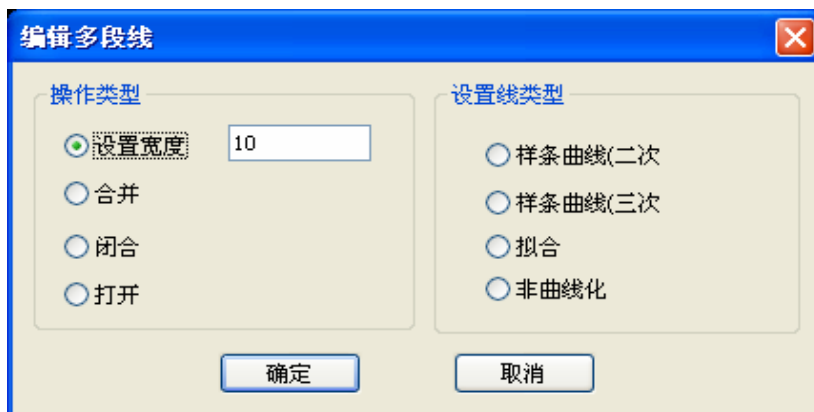 编辑多段线
操作类型
设置宽度 10
合并
闭合
打开
设置线类型
样条曲线(二次
样条曲线(三次
拟合
非曲线化
确定
取消